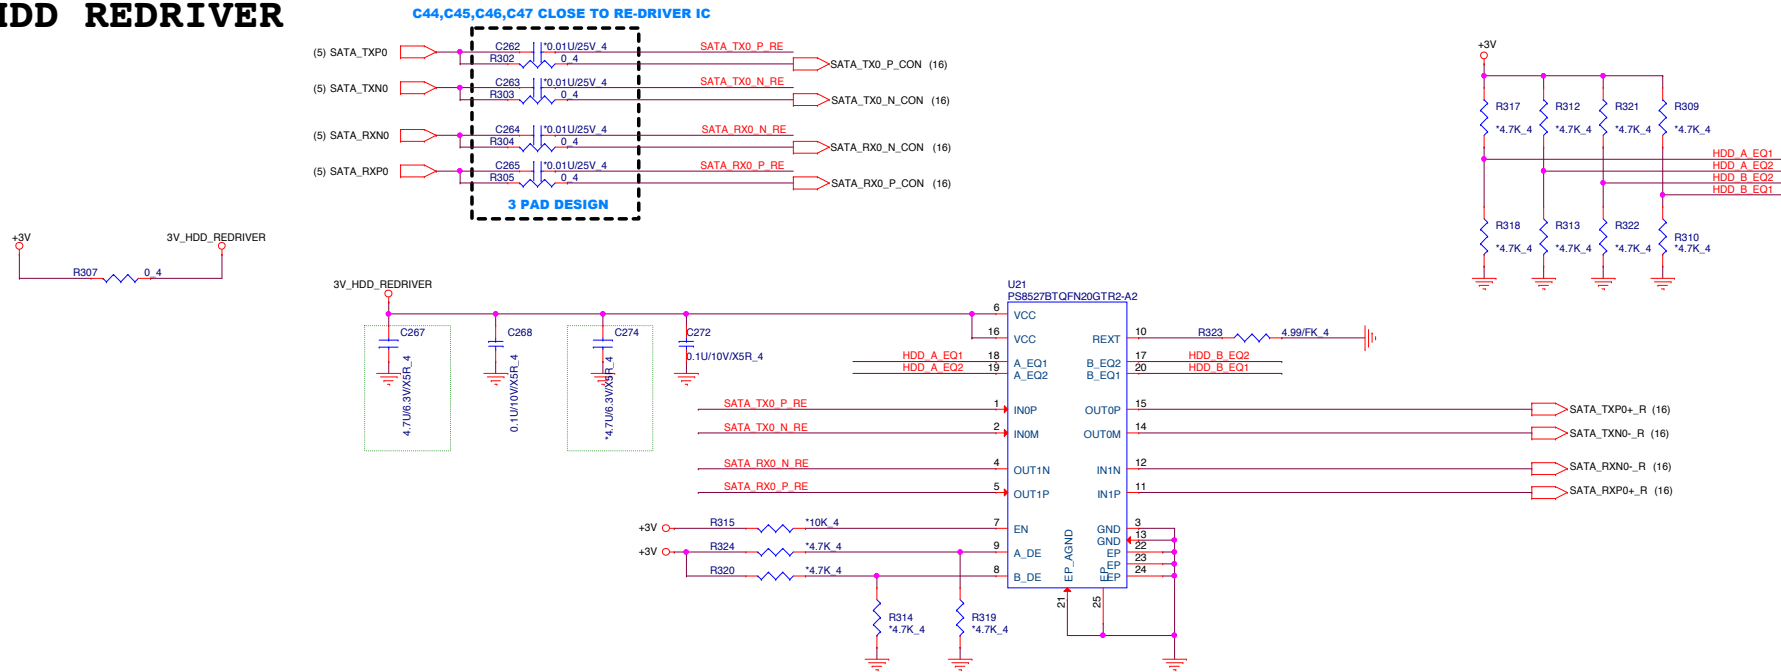 HDD REDRIVER
C44,C45,C46,C47 CLOSE TO RE-DRIVER IC
(5) SATA_TXP0
C262 *0.01U/25V_4
R302 0_4
SATA_TX0_P_RE
SATA_TX0_P_CON (16)
(5) SATA_TXN0
C263 *0.01U/25V_4
R303 0_4
SATA_TX0_N_RE
SATA_TX0_N_CON (16)
(5) SATA_RXN0
C264 *0.01U/25V_4
R304 0_4
SATA_RX0_N_RE
SATA_RX0_N_CON (16)
(5) SATA_RXP0
C265 *0.01U/25V_4
R305 0_4
SATA_RX0_P_RE
SATA_RX0_P_CON (16)
3 PAD DESIGN
+3V
R317 *4.7K_4
R312 *4.7K_4
R321 *4.7K_4
R309 *4.7K_4
HDD_A_EQ1
HDD_A_EQ2
HDD_B_EQ2
HDD_B_EQ1
R318 *4.7K_4
R313 *4.7K_4
R322 *4.7K_4
R310 *4.7K_4
+3V
3V_HDD_REDRIVER
R307 0_4
3V_HDD_REDRIVER
C267 4.7U/6.3V/X5R_4
C268 0.1U/10V/X5R_4
C274 *4.7U/6.3V/X5R_4
C272 0.1U/10V/X5R_4
U21
PS8527BTQFN20GTR2-A2
6 VCC
16 VCC
HDD_A_EQ1 18 A_EQ1
HDD_A_EQ2 19 A_EQ2
SATA_TX0_P_RE 1 IN0P
SATA_TX0_N_RE 2 IN0M
SATA_RX0_N_RE 4 OUT1N
SATA_RX0_P_RE 5 OUT1P
+3V R315 *10K_4 7 EN
+3V R324 *4.7K_4 9 A_DE
R320 *4.7K_4 8 B_DE
R314 *4.7K_4
R319 *4.7K_4
REXT 10 R323 4.99/FK_4
B_EQ2 17 HDD_B_EQ2
B_EQ1 20 HDD_B_EQ1
OUT0P 15 SATA_TXP0+_R (16)
OUT0M 14 SATA_TXN0-_R (16)
IN1N 12 SATA_RXN0-_R (16)
IN1P 11 SATA_RXP0+_R (16)
GND 3
GND 13
EP 22
EP 23
EP 24
EP_AGND 21
EP 25